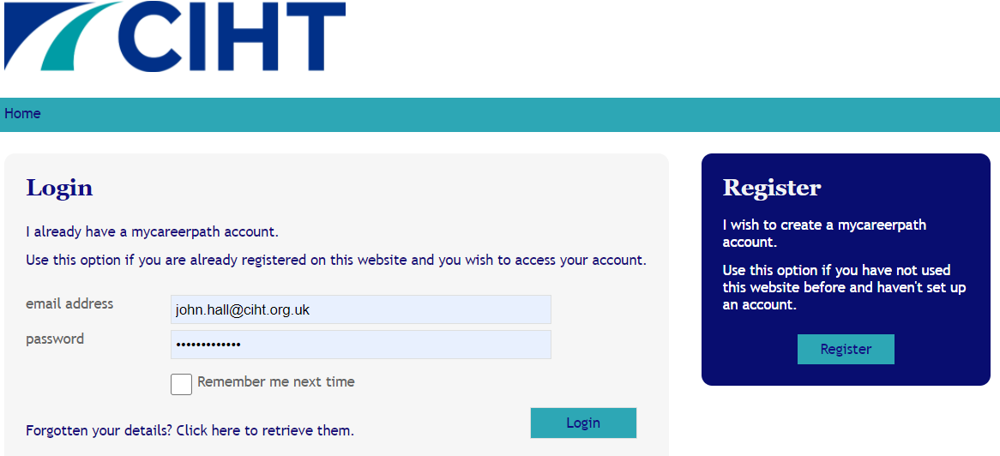 CIHT
Home
Login
I already have a mycareerpath account.
Use this option if you are already registered on this website and you wish to access your account.
email address
john.hall@ciht.org.uk
password
•••••••••••••
Remember me next time
Forgotten your details? Click here to retrieve them.
Login
Register
I wish to create a mycareerpath
account.
Use this option if you have not used
this website before and haven't set up
an account.
Register